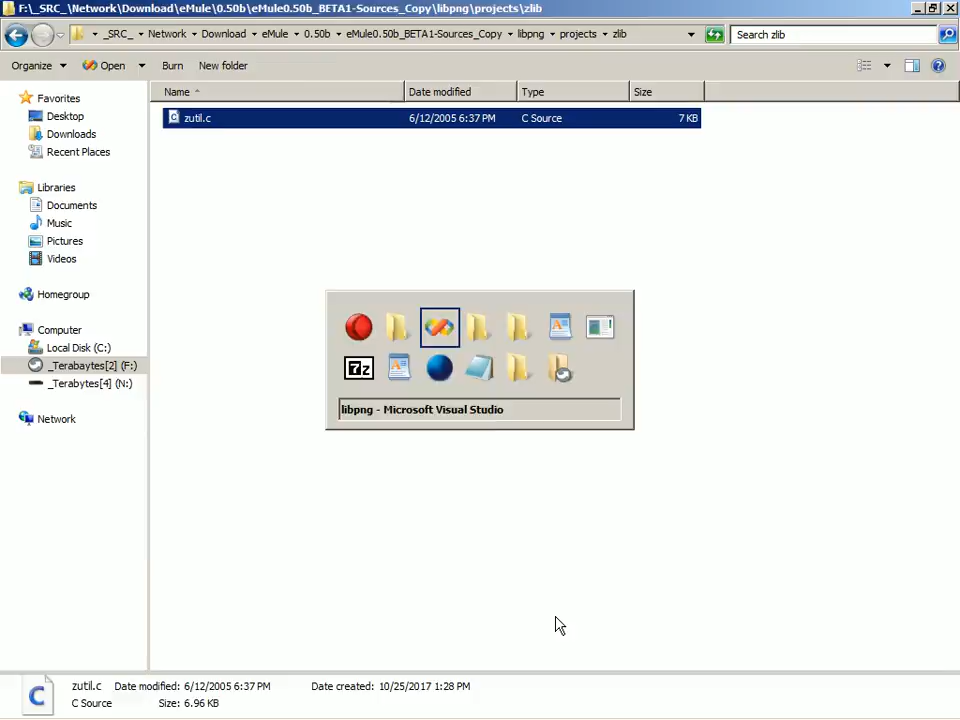 F:\_SRC_\Network\Download\eMule\0.50b\eMule0.50b_BETA1-Sources_Copy\libpng\projects\zlib
_SRC_ Network Download eMule 0.50b eMule0.50b_BETA1-Sources_Copy libpng projects zlib Search zlib
Organize Open Burn New folder
Name Date modified Type Size
zutil.c 6/12/2005 6:37 PM C Source 7 KB
Favorites
Desktop
Downloads
Recent Places
Libraries
Documents
Music
Pictures
Videos
Homegroup
Computer
Local Disk (C:)
_Terabaytes[2] (F:)
_Terabytes[4] (N:)
Network
7z
libpng - Microsoft Visual Studio
C
zutil.c Date modified: 6/12/2005 6:37 PM Date created: 10/25/2017 1:28 PM
C Source Size: 6.96 KB